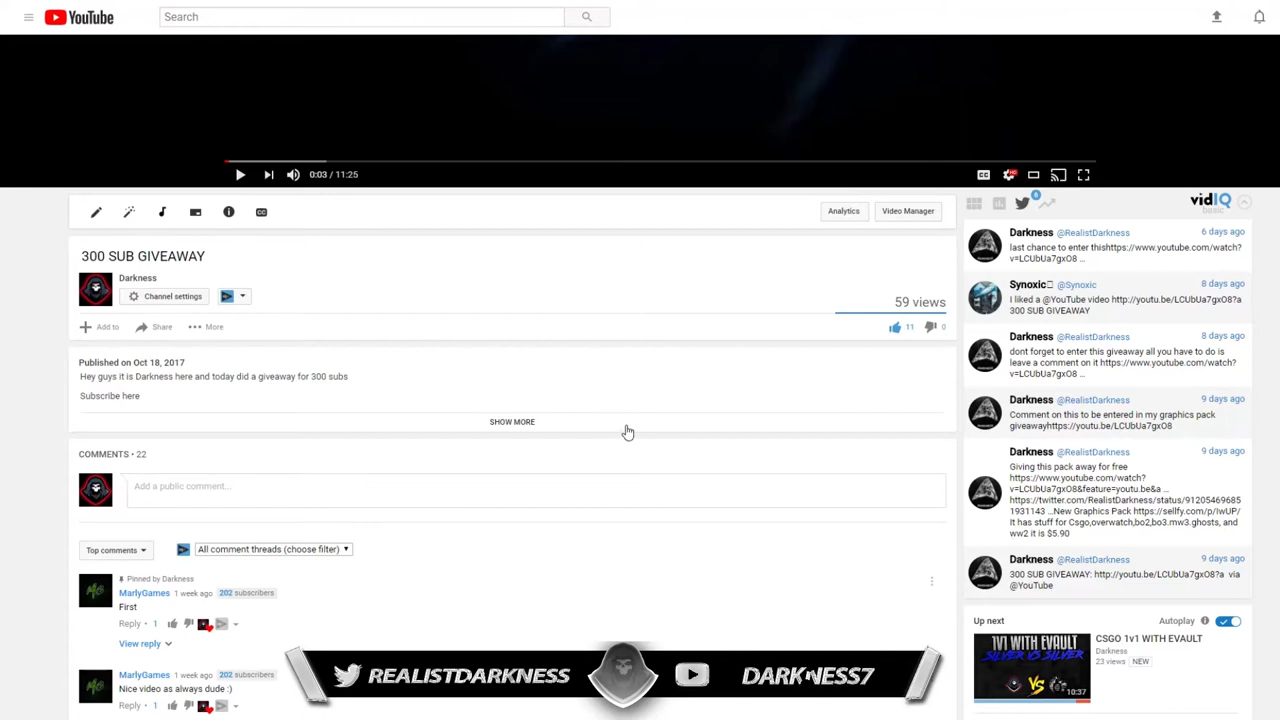 YouTube
Search
0:03 / 11:25
CC
HD
CC
Analytics
Video Manager
300 SUB GIVEAWAY
Darkness
Channel settings
59 views
Add to
Share
More
11
0
Published on Oct 18, 2017
Hey guys it is Darkness here and today did a giveaway for 300 subs
Subscribe here
SHOW MORE
COMMENTS • 22
Add a public comment...
Top comments
All comment threads (choose filter)
Pinned by Darkness
MarlyGames 1 week ago 202 subscribers
First
Reply • 1
View reply
MarlyGames 1 week ago 202 subscribers
Nice video as always dude :)
Reply • 1
vidIQ
basic
Darkness @RealistDarkness 6 days ago
last chance to enter thishttps://www.youtube.com/watch?
v=LCUbUa7gxO8 …
Synoxic @Synoxic 8 days ago
I liked a @YouTube video http://youtu.be/LCUbUa7gxO8?a
300 SUB GIVEAWAY
Darkness @RealistDarkness 8 days ago
dont forget to enter this giveaway all you have to do is
leave a comment on it https://www.youtube.com/watch?
v=LCUbUa7gxO8 …
Darkness @RealistDarkness 9 days ago
Comment on this to be entered in my graphics pack
giveawayhttps://youtu.be/LCUbUa7gxO8
Darkness @RealistDarkness 9 days ago
Giving this pack away for free
https://www.youtube.com/watch?
v=LCUbUa7gxO8&feature=youtu.be&a …
https://twitter.com/RealistDarkness/status/91205469685
1931143 …New Graphics Pack https://sellfy.com/p/IwUP/
It has stuff for Csgo,overwatch,bo2,bo3.mw3.ghosts, and
ww2 it is $5.90
Darkness @RealistDarkness 9 days ago
300 SUB GIVEAWAY: http://youtu.be/LCUbUa7gxO8?a via
@YouTube
Up next
Autoplay
1V1 WITH EVAULT
SILVER VS SILVER
VS
10:37
CSGO 1v1 WITH EVAULT
Darkness
23 views NEW
REALISTDARKNESS
DARKNESS7